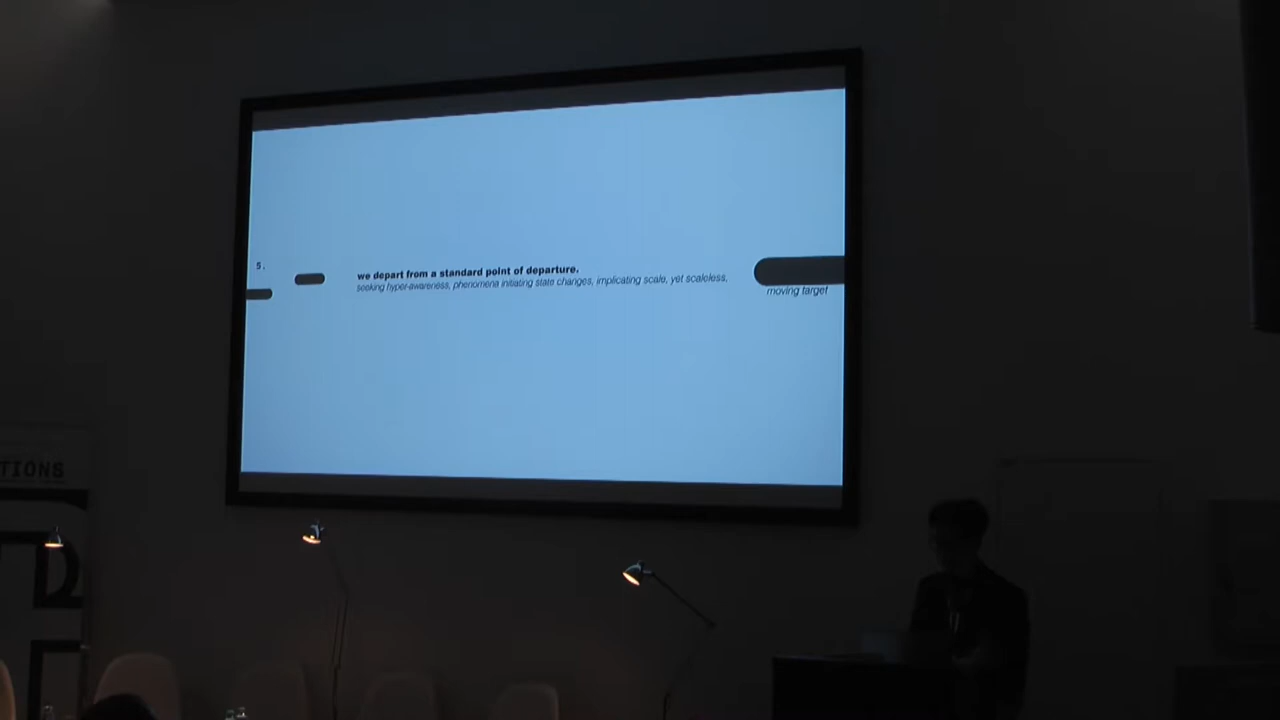 5.
we depart from a standard point of departure.
seeking hyper-awareness, phenomena initiating state changes, implicating scale, yet scaleless,
moving target
TIONS